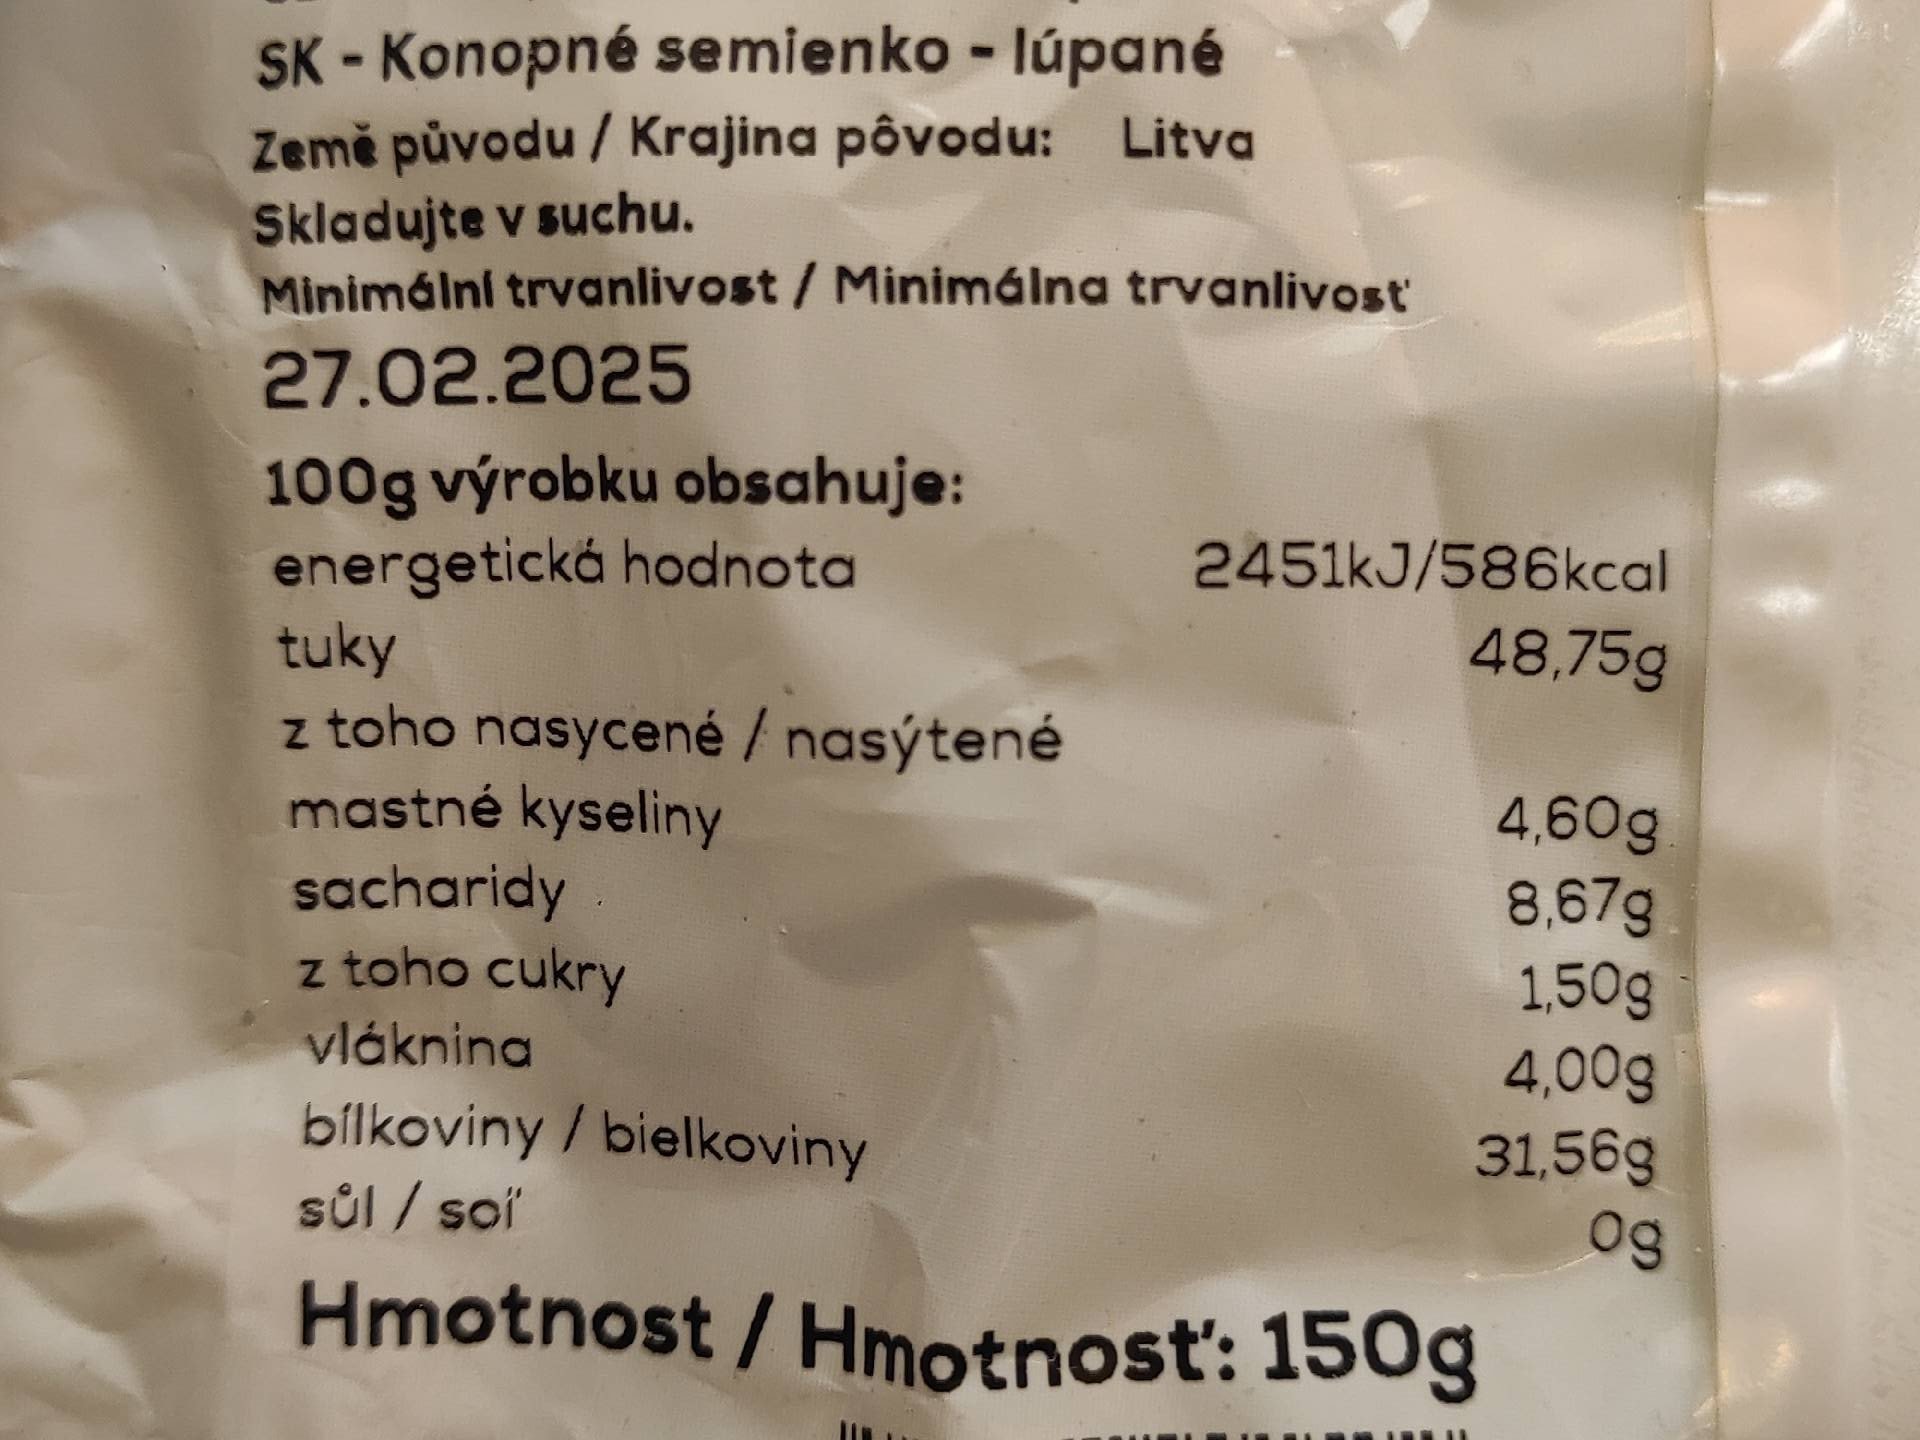 SK - Konopné semienko - lúpané
Země původu / Krajina pôvodu: Litva
Skladujte v suchu.
Minimální trvanlivost / Minimálna trvanlivosť
27.02.2025
100g výrobku obsahuje:
energetická hodnota 2451kJ/586kcal
tuky 48,75g
z toho nasycené / nasýtené
mastné kyseliny 4,60g
sacharidy 8,67g
z toho cukry 1,50g
vláknina 4,00g
bílkoviny / bielkoviny 31,56g
sůl / soľ 0g
Hmotnost / Hmotnosť: 150g